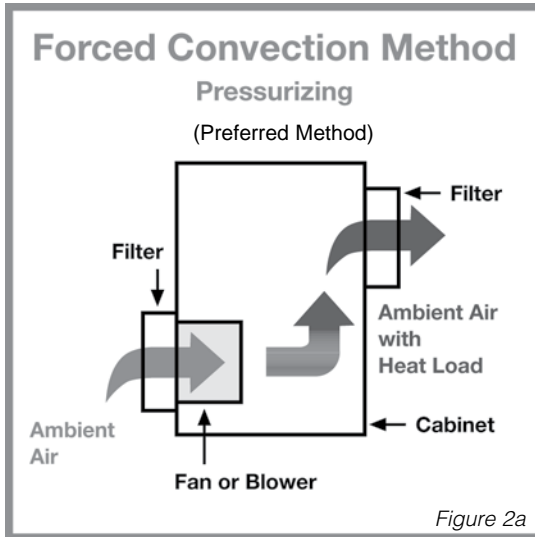 Forced Convection Method
Pressurizing
(Preferred Method)
Filter
Filter
Ambient Air
with
Heat Load
Cabinet
Ambient
Air
Fan or Blower
Figure 2a